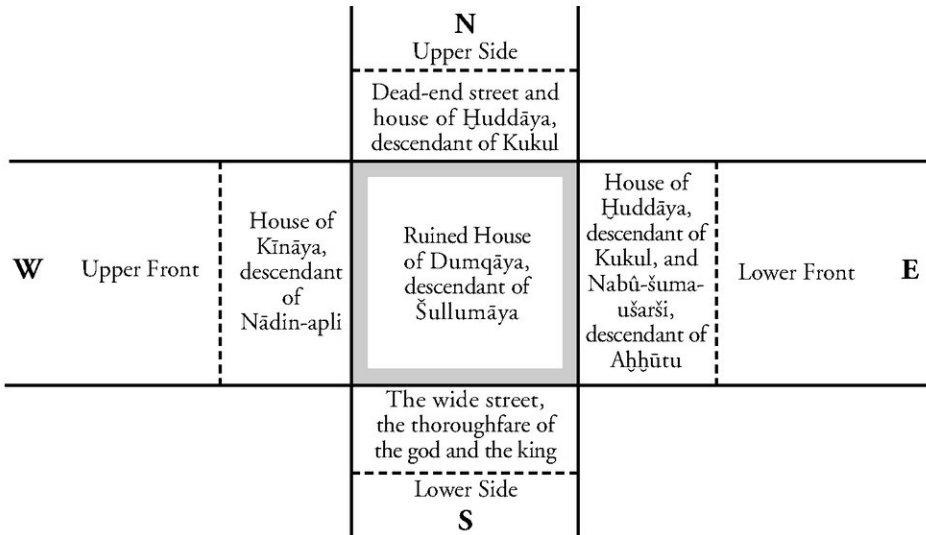 N
Upper Side
Dead-end street and
house of Ḫuddāya,
descendant of Kukul
W
Upper Front
House of
Kīnāya,
descendant
of
Nādin-apli
Ruined House
of Dumqāya,
descendant of
Šullumāya
House of
Ḫuddāya,
descendant of
Kukul, and
Nabû-šuma-
ušarši,
descendant of
Aḫḫūtu
Lower Front
E
The wide street,
the thoroughfare of
the god and the king
Lower Side
S